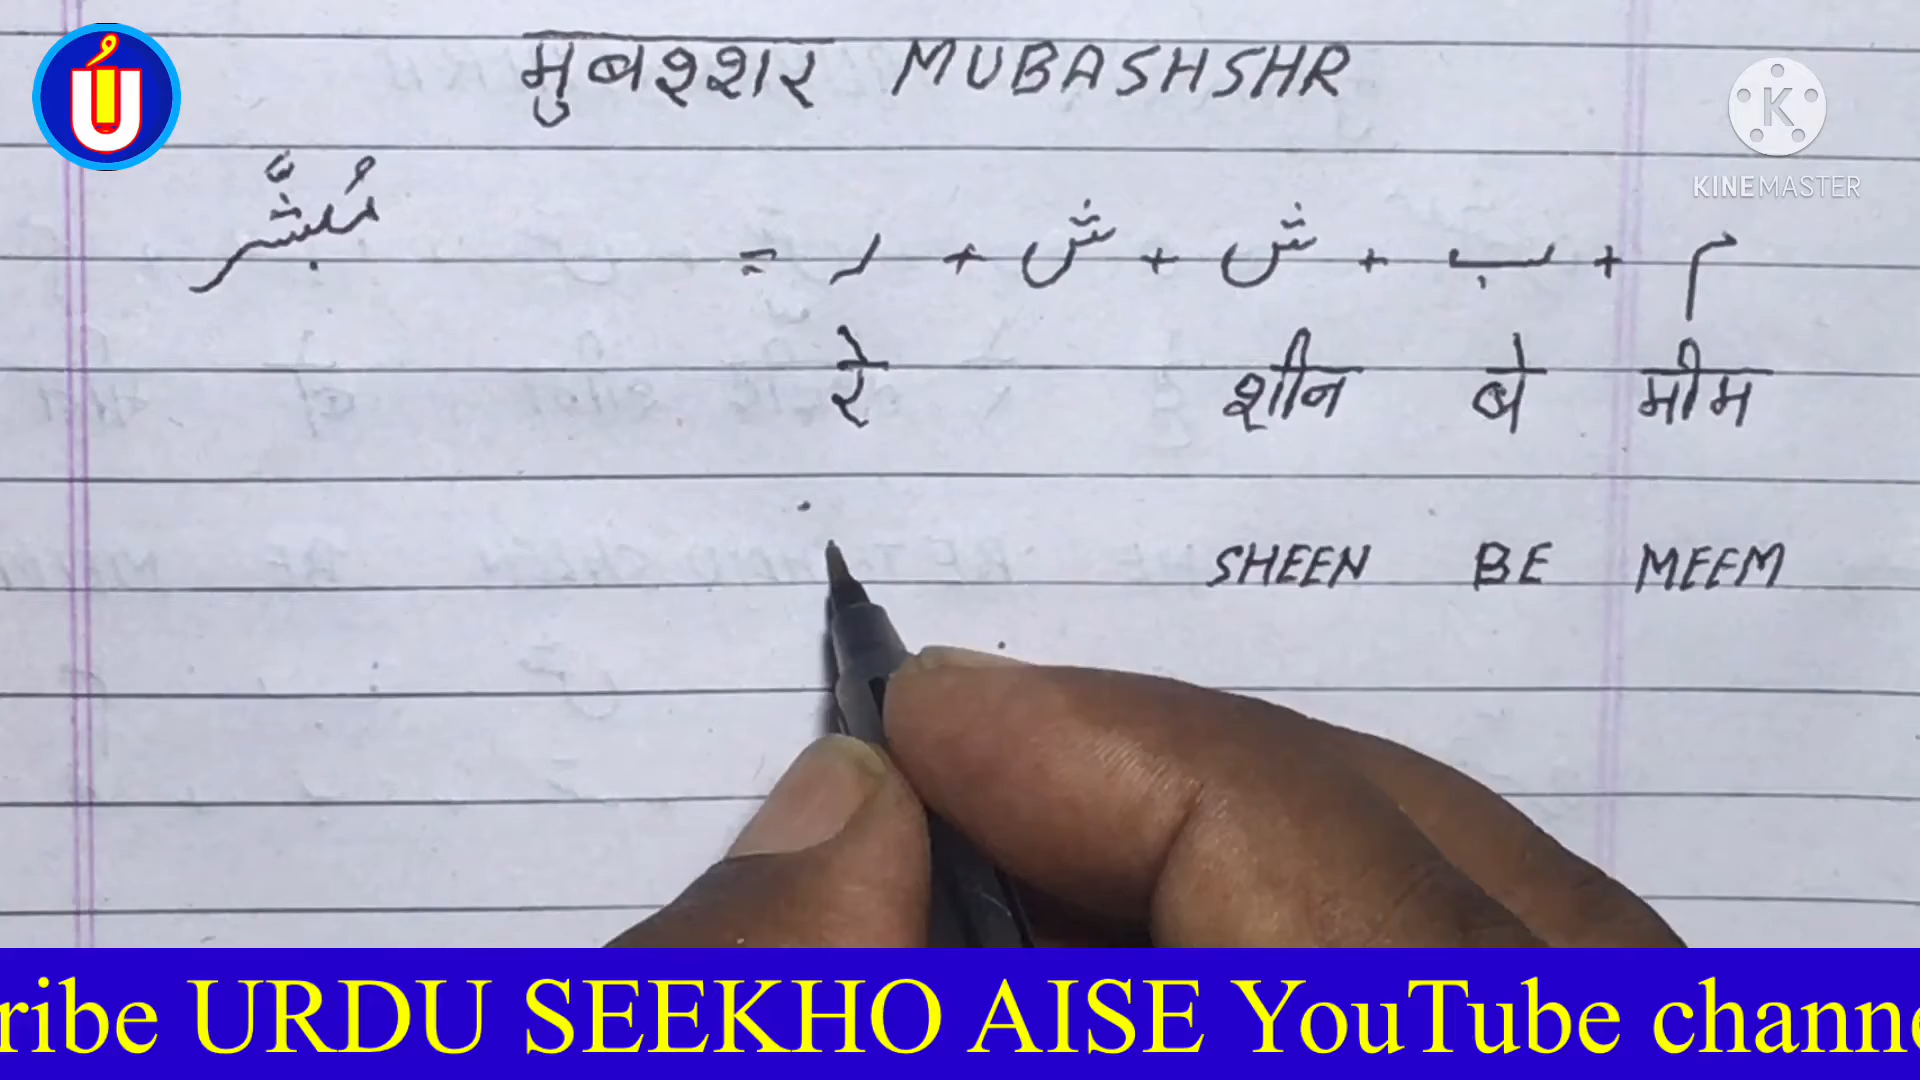 मुबश्शर MUBASHSHR
K
KINEMASTER
م + ب + ش + ش + ر = مُبشَّر
मीम बे शीन रे
MEEM BE SHEEN
ribe URDU SEEKHO AISE YouTube channe